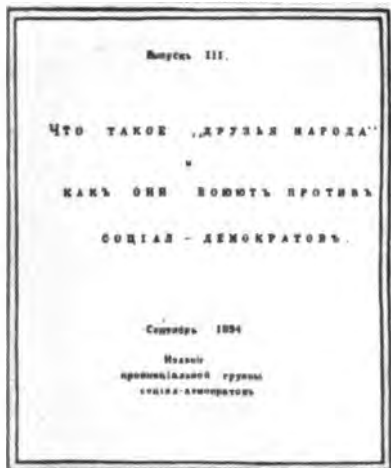 Выпускъ III.
Что такое „друзья народа“
и
какъ они воюютъ противъ
соціал-демократовъ.
Сентябрь 1894
Изданіе
провинціальной группы
соціал-демократовъ